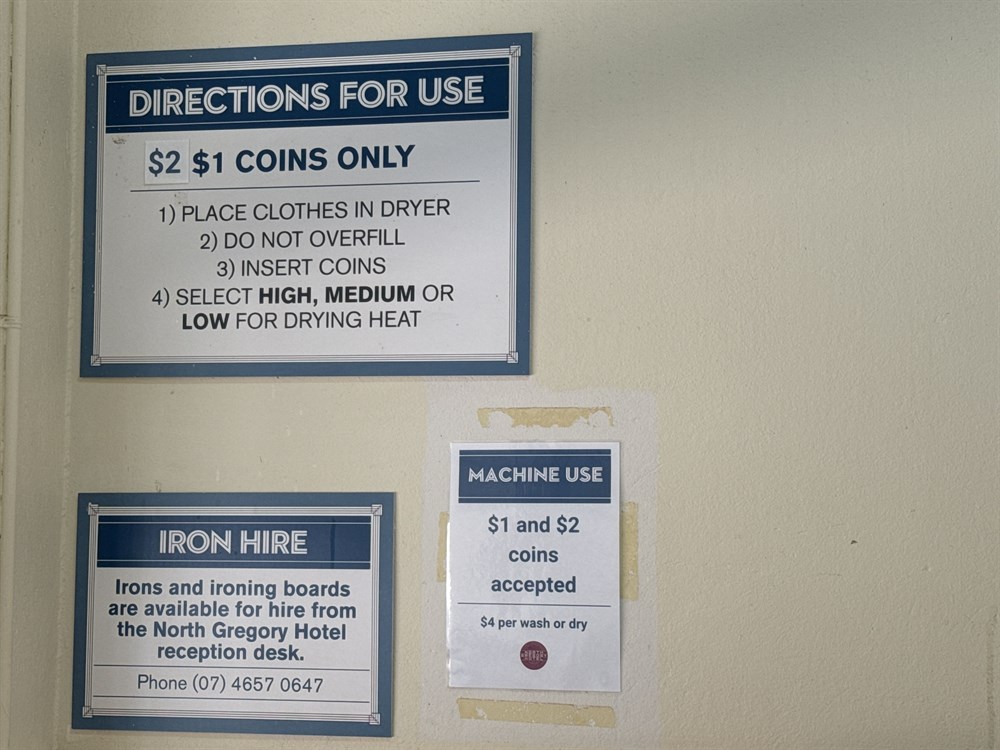 DIRECTIONS FOR USE
$2 $1 COINS ONLY
1) PLACE CLOTHES IN DRYER
2) DO NOT OVERFILL
3) INSERT COINS
4) SELECT HIGH, MEDIUM OR
LOW FOR DRYING HEAT
IRON HIRE
Irons and ironing boards
are available for hire from
the North Gregory Hotel
reception desk.
Phone (07) 4657 0647
MACHINE USE
$1 and $2
coins
accepted
$4 per wash or dry